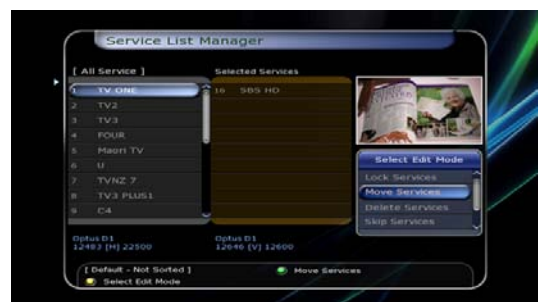 Service List Manager
[ All Service ]
Selected Services
1 TV ONE
2 TV2
3 TV3
4 FOUR
5 Maori TV
6 U
7 TVNZ 7
8 TV3 PLUS1
9 C4
16 SBS HD
Select Edit Mode
Lock Services
Move Services
Delete Services
Skip Services
Optus D1
12483 [H] 22500
Optus D1
12646 [V] 12600
[ Default - Not Sorted ]
Move Services
Select Edit Mode